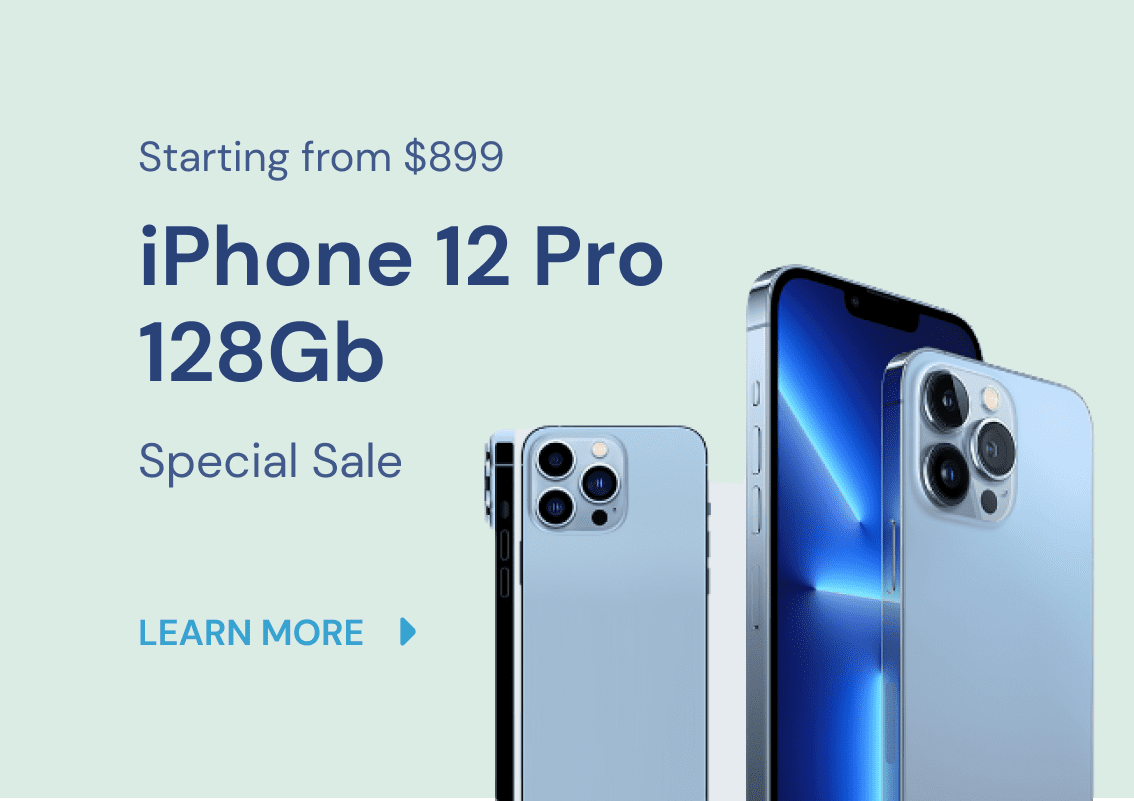 Starting from $899
iPhone 12 Pro
128Gb
Special Sale
LEARN MORE